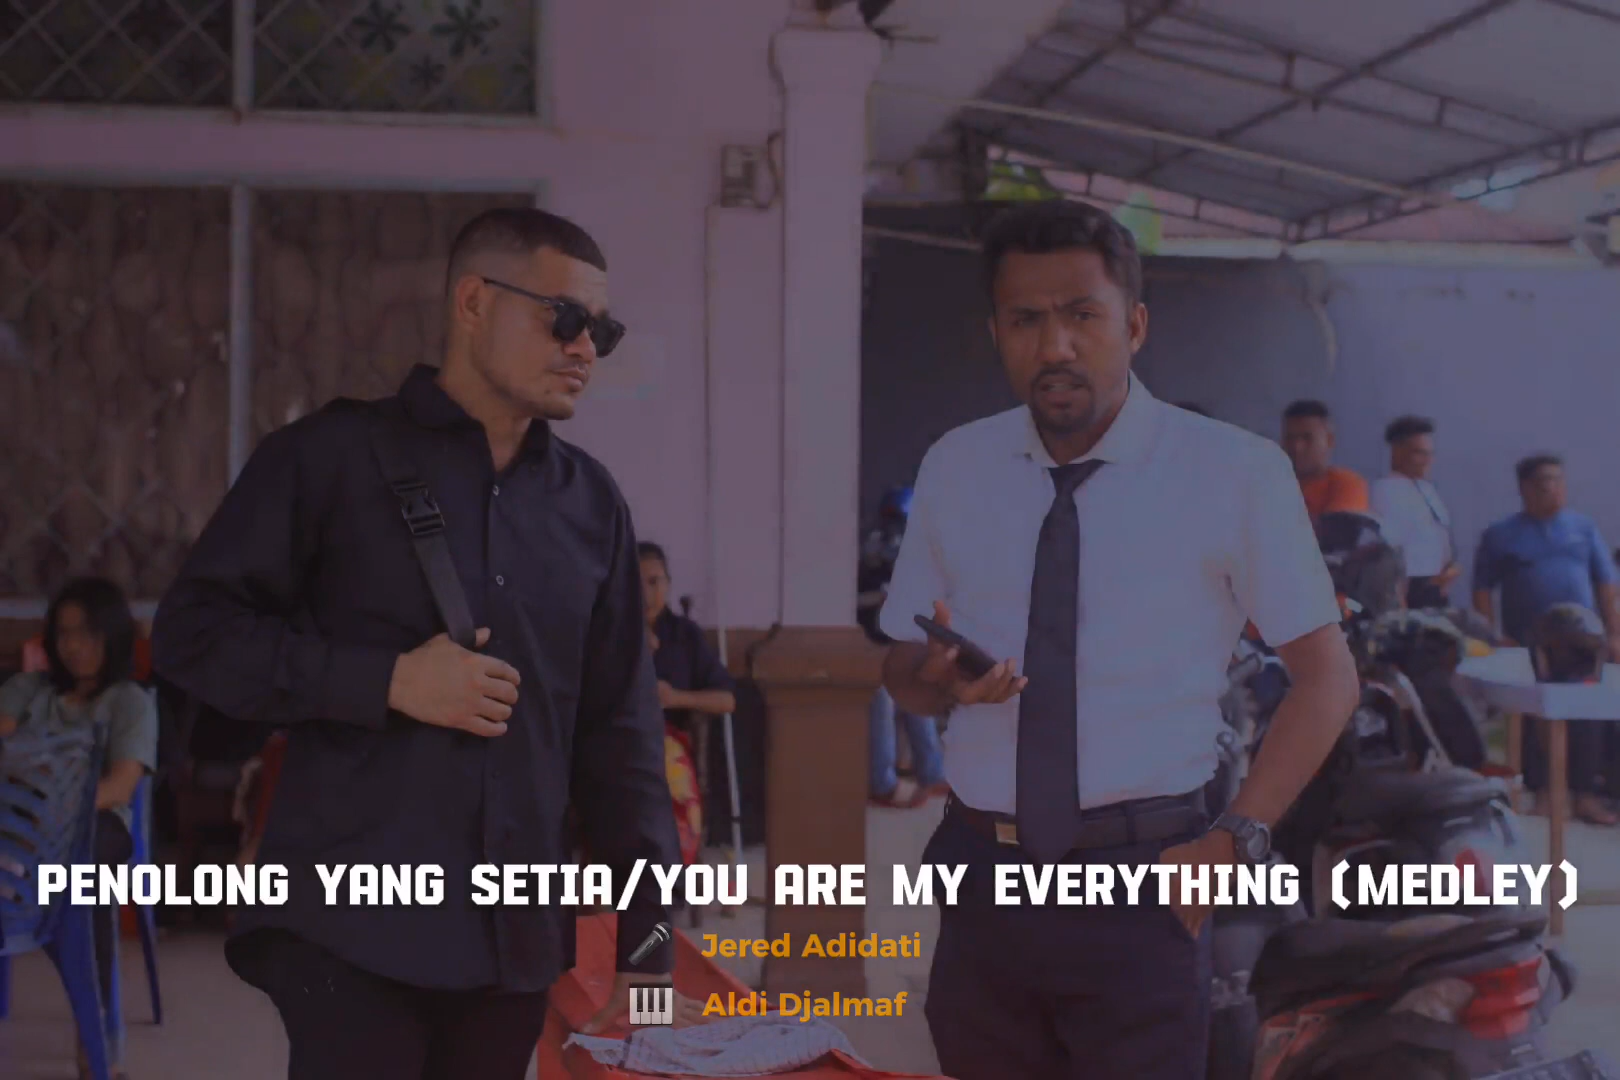 PENOLONG YANG SETIA/YOU ARE MY EVERYTHING (MEDLEY)
Jered Adidati
Aldi Djalmaf